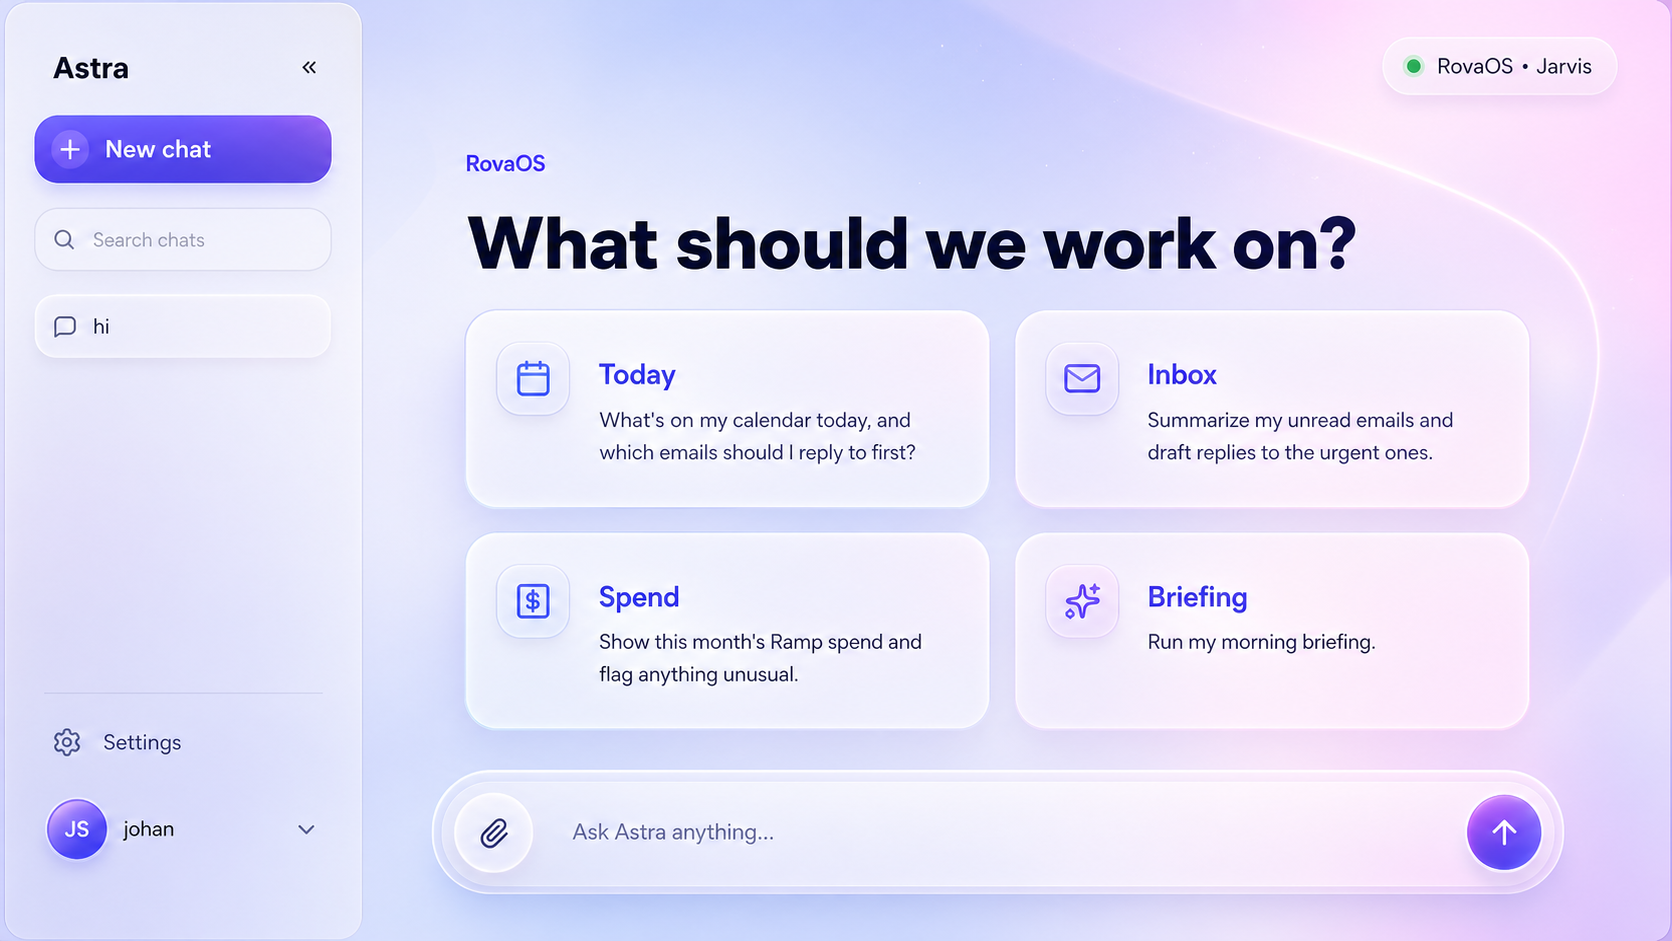 Astra
New chat
Search chats
hi
Settings
JS
johan
RovaOS • Jarvis
RovaOS
What should we work on?
Today
What's on my calendar today, and
which emails should I reply to first?
Inbox
Summarize my unread emails and
draft replies to the urgent ones.
Spend
Show this month's Ramp spend and
flag anything unusual.
Briefing
Run my morning briefing.
Ask Astra anything...